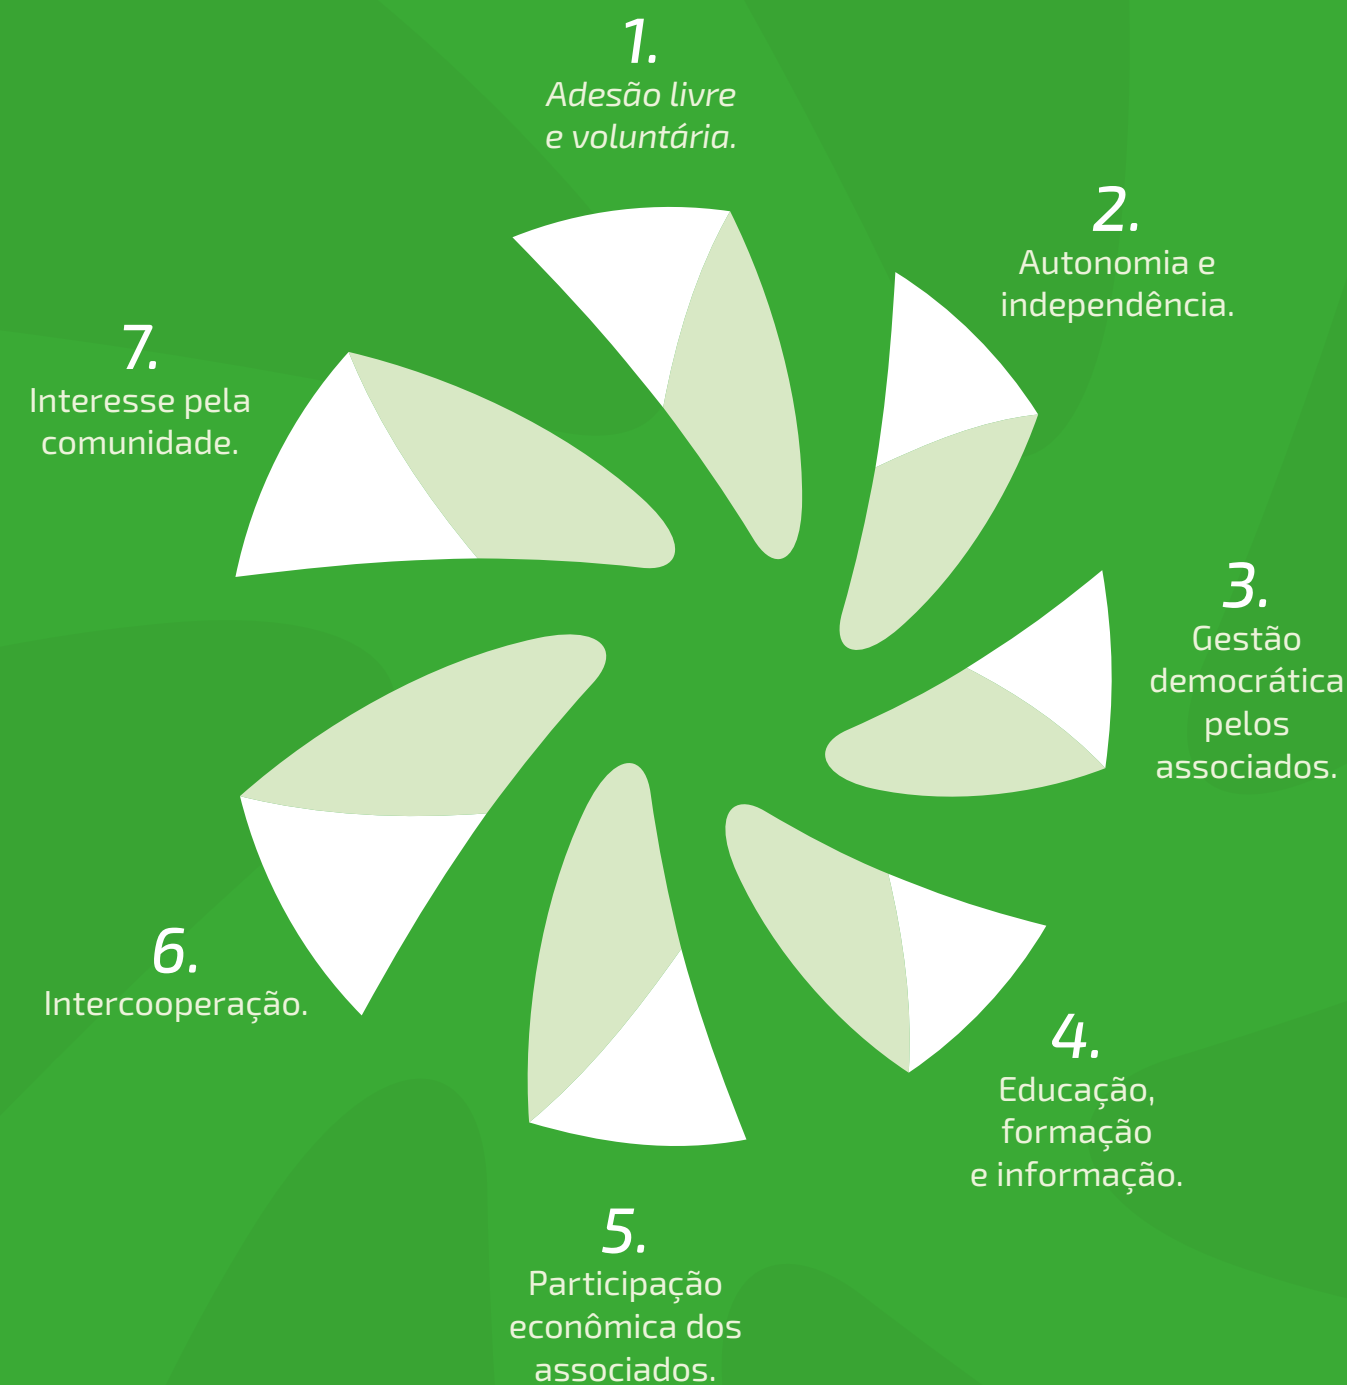 1.
Adesão livre
e voluntária.
2.
Autonomia e
independência.
3.
Gestão
democrática
pelos
associados.
4.
Educação,
formação
e informação.
5.
Participação
econômica dos
associados.
6.
Intercooperação.
7.
Interesse pela
comunidade.